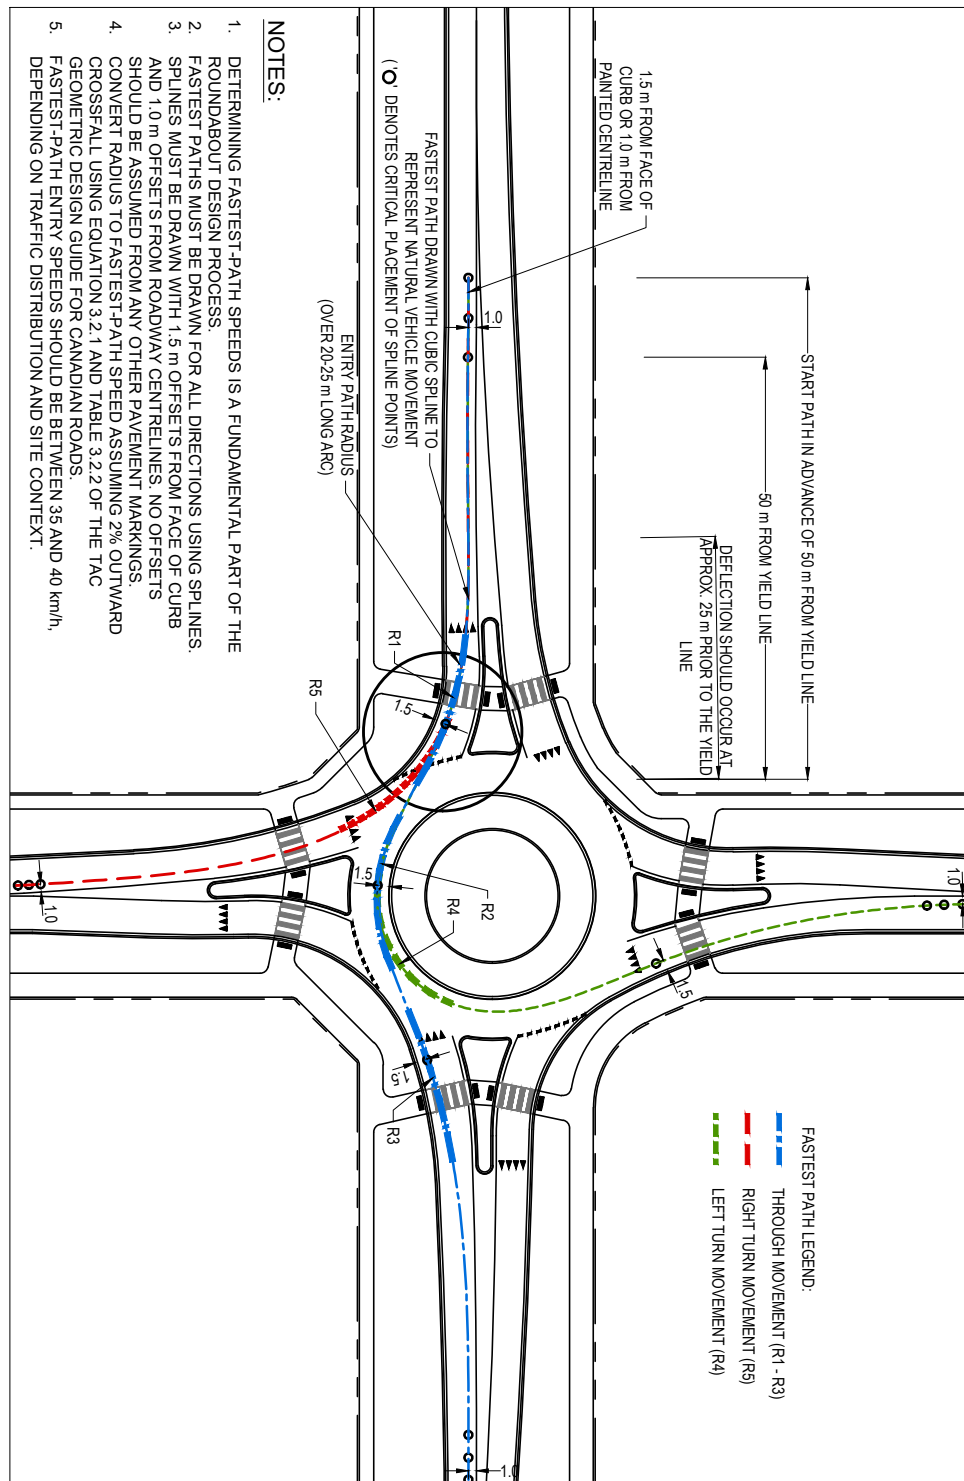 START PATH IN ADVANCE OF 50 m FROM YIELD LINE
50 m FROM YIELD LINE
DEFLECTION SHOULD OCCUR AT
APPROX. 25 m PRIOR TO THE YIELD
LINE
1.5 m FROM FACE OF
CURB OR 1.0 m FROM
PAINTED CENTRELINE
FASTEST PATH DRAWN WITH CUBIC SPLINE TO
REPRESENT NATURAL VEHICLE MOVEMENT
('O' DENOTES CRITICAL PLACEMENT OF SPLINE POINTS)
ENTRY PATH RADIUS
(OVER 20-25 m LONG ARC)
1.0
R1
1.5
R5
1.0
1.5
R2
R4
1.0
1.5
1.5
R3
1.0
FASTEST PATH LEGEND:
THROUGH MOVEMENT (R1 - R3)
RIGHT TURN MOVEMENT (R5)
LEFT TURN MOVEMENT (R4)
NOTES:
1. DETERMINING FASTEST-PATH SPEEDS IS A FUNDAMENTAL PART OF THE
ROUNDABOUT DESIGN PROCESS.
2. FASTEST PATHS MUST BE DRAWN FOR ALL DIRECTIONS USING SPLINES.
3. SPLINES MUST BE DRAWN WITH 1.5 m OFFSETS FROM FACE OF CURB
AND 1.0 m OFFSETS FROM ROADWAY CENTRELINES. NO OFFSETS
SHOULD BE ASSUMED FROM ANY OTHER PAVEMENT MARKINGS.
4. CONVERT RADIUS TO FASTEST-PATH SPEED ASSUMING 2% OUTWARD
CROSSFALL USING EQUATION 3.2.1 AND TABLE 3.2.2 OF THE TAC
GEOMETRIC DESIGN GUIDE FOR CANADIAN ROADS.
5. FASTEST-PATH ENTRY SPEEDS SHOULD BE BETWEEN 35 AND 40 km/h,
DEPENDING ON TRAFFIC DISTRIBUTION AND SITE CONTEXT.